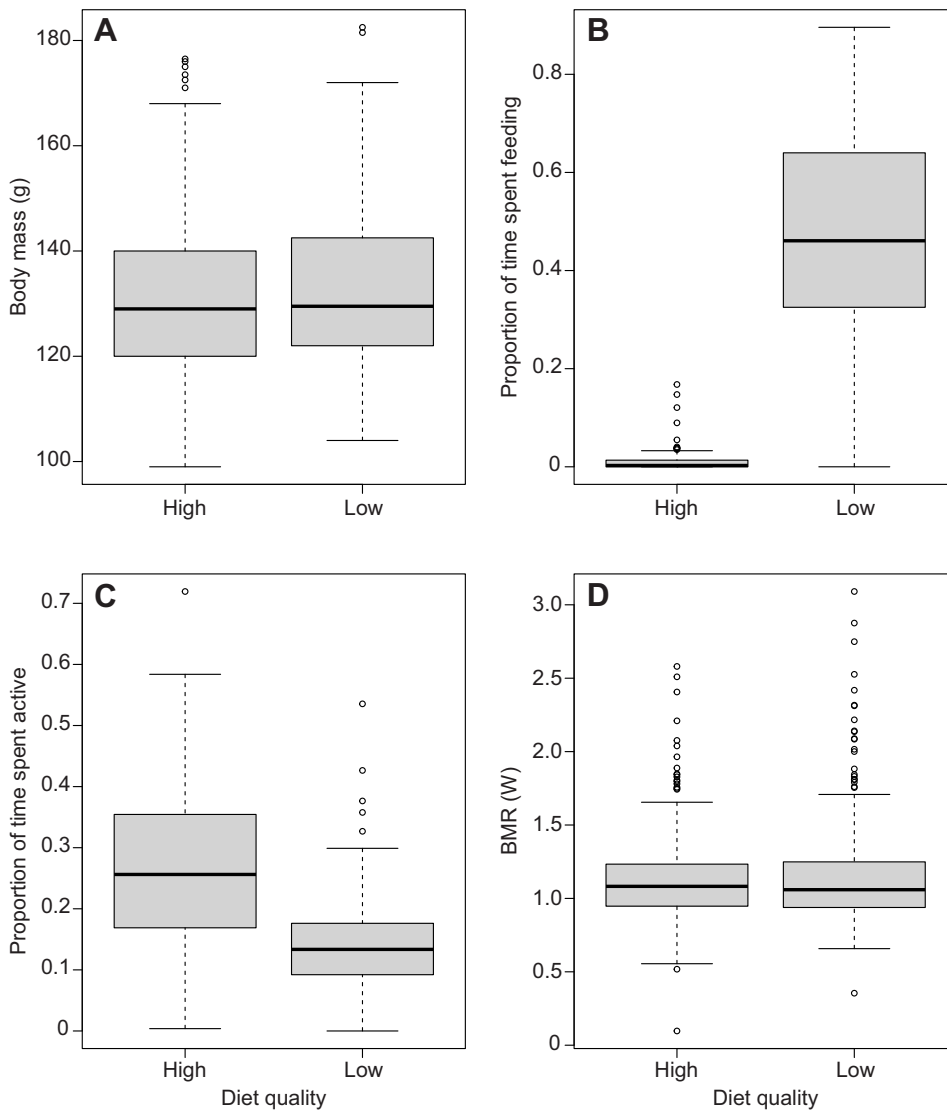 A
Body mass (g)
180
160
140
120
100
High
Low
B
Proportion of time spent feeding
0.8
0.6
0.4
0.2
0
High
Low
C
Proportion of time spent active
0.7
0.6
0.5
0.4
0.3
0.2
0.1
0
High
Low
Diet quality
D
BMR (W)
3.0
2.5
2.0
1.5
1.0
0.5
0
High
Low
Diet quality